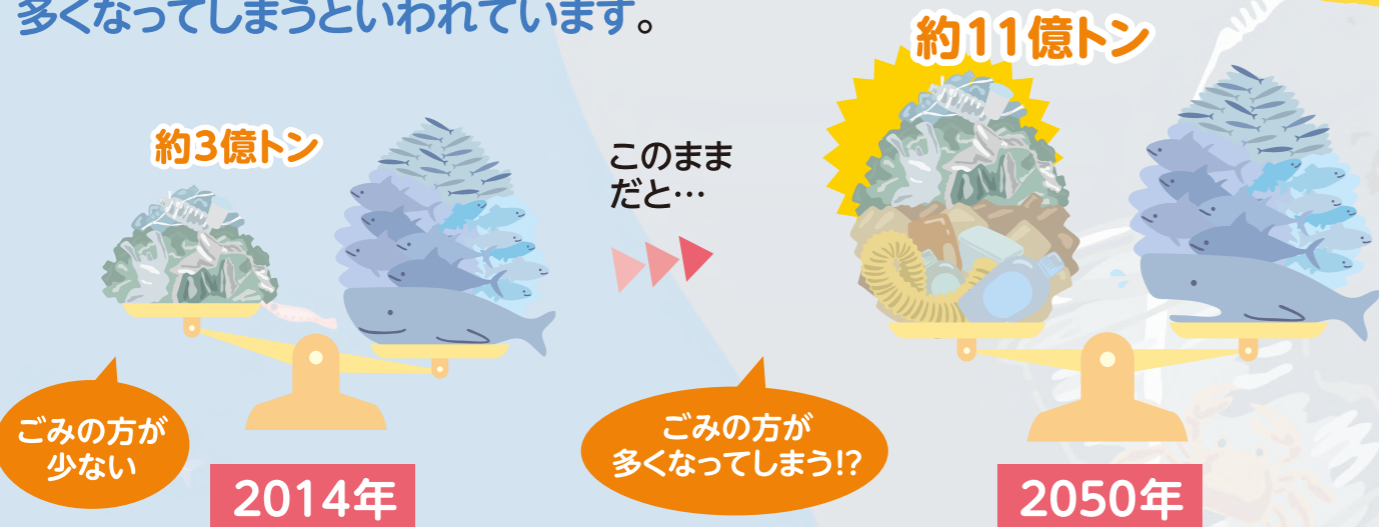 多くなってしまうといわれています。
約11億トン
約3億トン
このまま
だと…
ごみの方が
少ない
2014年
ごみの方が
多くなってしまう!?
2050年